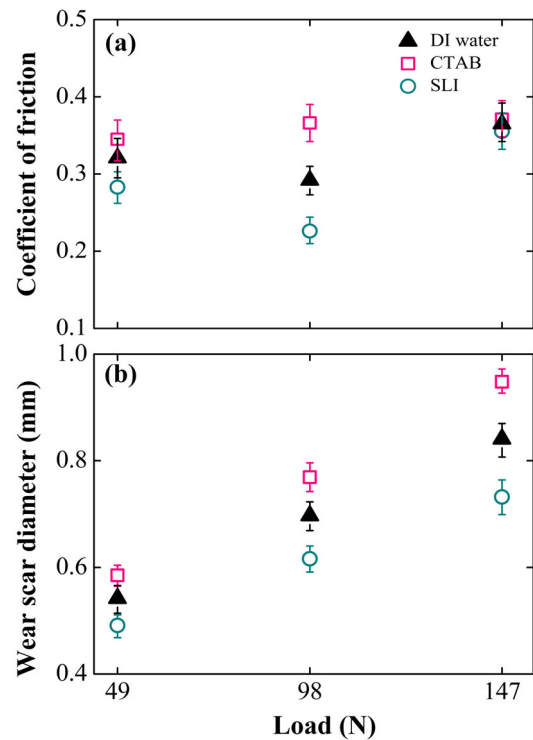 (a)
DI water
CTAB
SLI
0.5
0.4
0.3
0.2
0.1
Coefficient of friction
(b)
1.0
0.8
0.6
0.4
Wear scar diameter (mm)
49 98 147
Load (N)